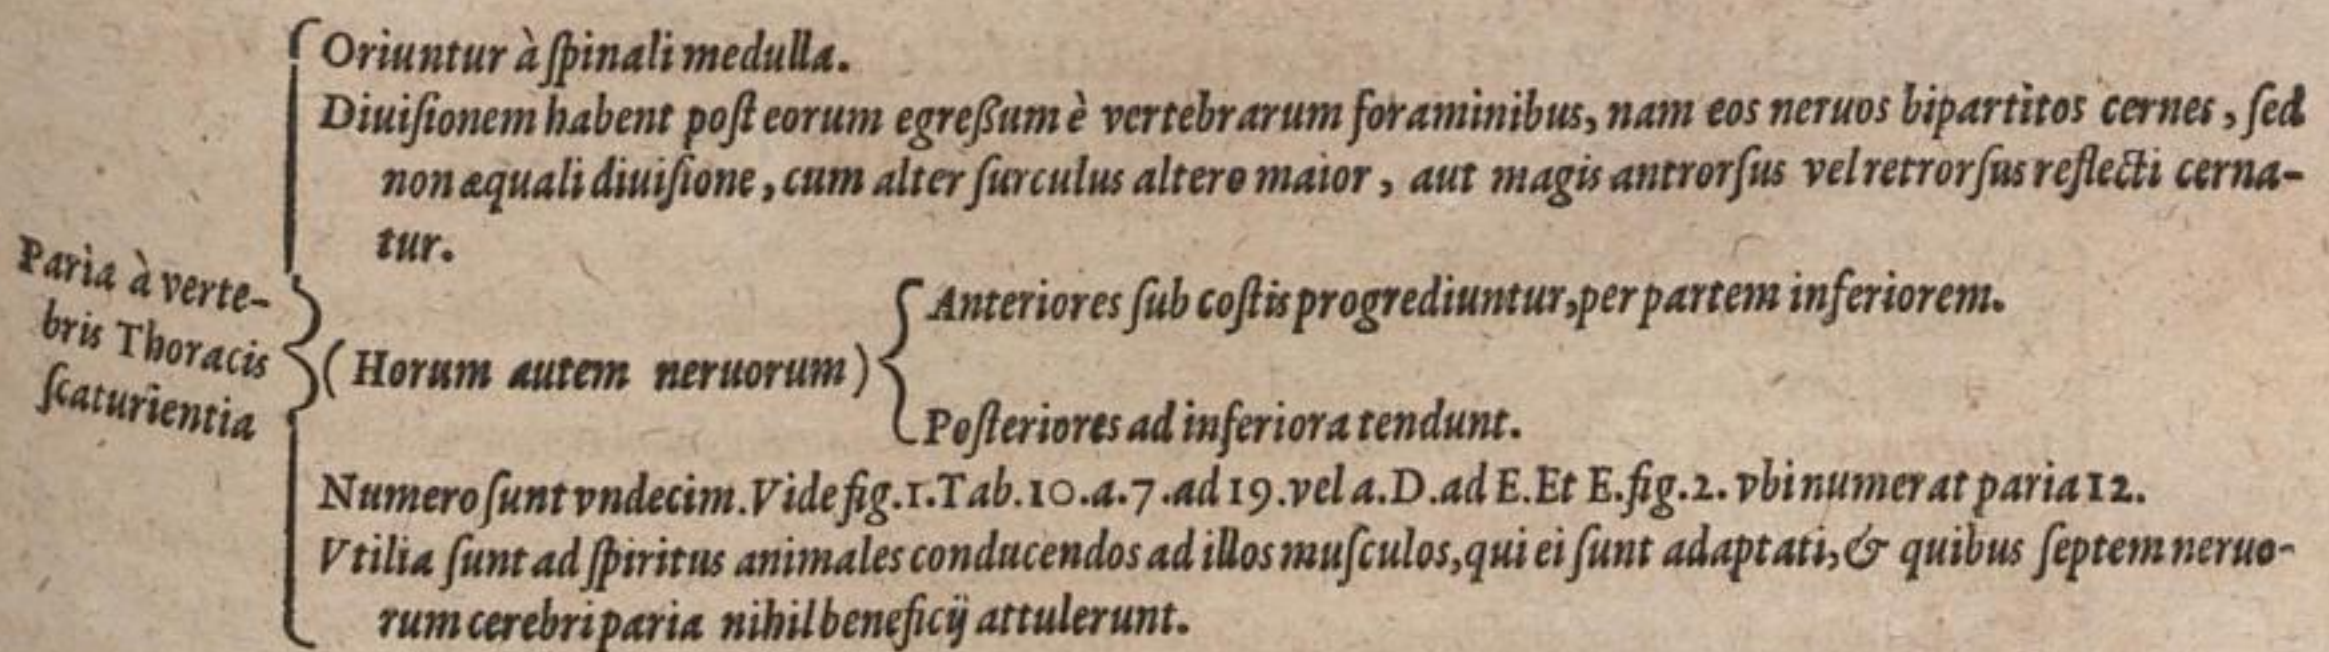 Paria à verte-
bris Thoracis
ſcaturientia
Oriuntur à ſpinali medulla.
Diuiſionem habent poſt eorum egreßum è vertebrarum foraminibus, nam eos neruos bipartitos cernes, ſed
non æquali diuiſione, cum alter ſurculus altero maior, aut magis antrorſus vel retrorſus reflecti cerna-
tur.
(Horum autem neruorum)
Anteriores ſub coſtis progrediuntur, per partem inferiorem.
Poſteriores ad inferiora tendunt.
Numero ſunt vndecim. Vide fig.1. Tab.10.a.7.ad 19. vel a.D.ad E. Et E.fig.2. vbi numerat paria 12.
Vtilia ſunt ad ſpiritus animales conducendos ad illos muſculos, qui ei ſunt adaptati, & quibus ſeptem neruo-
rum cerebri paria nihil beneficij attulerunt.